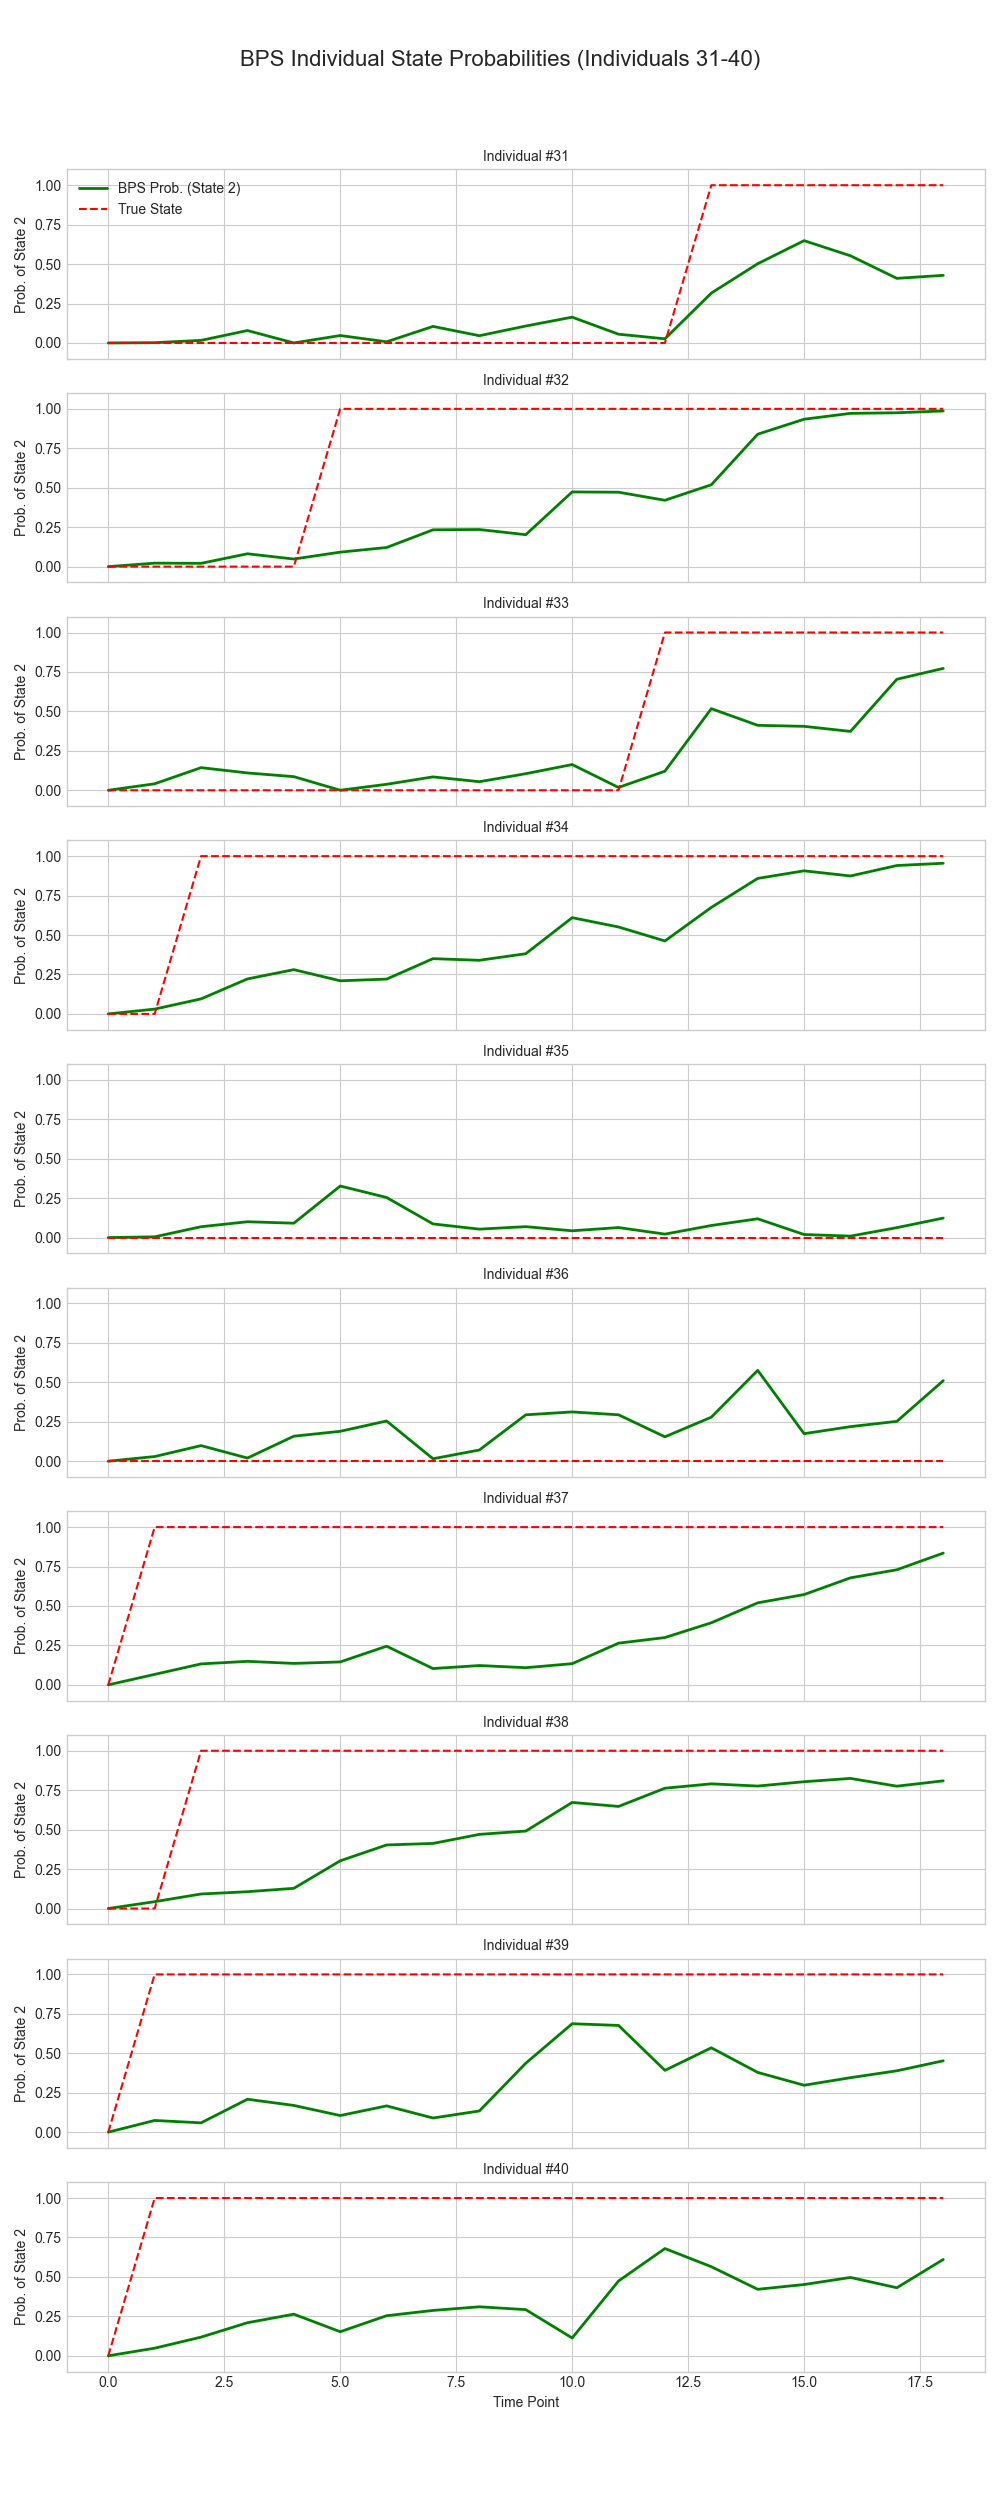 BPS Individual State Probabilities (Individuals 31-40)
Individual #31
BPS Prob. (State 2)
True State
1.00
0.75
0.50
0.25
0.00
Prob. of State 2
Individual #32
1.00
0.75
0.50
0.25
0.00
Prob. of State 2
Individual #33
1.00
0.75
0.50
0.25
0.00
Prob. of State 2
Individual #34
1.00
0.75
0.50
0.25
0.00
Prob. of State 2
Individual #35
1.00
0.75
0.50
0.25
0.00
Prob. of State 2
Individual #36
1.00
0.75
0.50
0.25
0.00
Prob. of State 2
Individual #37
1.00
0.75
0.50
0.25
0.00
Prob. of State 2
Individual #38
1.00
0.75
0.50
0.25
0.00
Prob. of State 2
Individual #39
1.00
0.75
0.50
0.25
0.00
Prob. of State 2
Individual #40
1.00
0.75
0.50
0.25
0.00
Prob. of State 2
0.0 2.5 5.0 7.5 10.0 12.5 15.0 17.5
Time Point